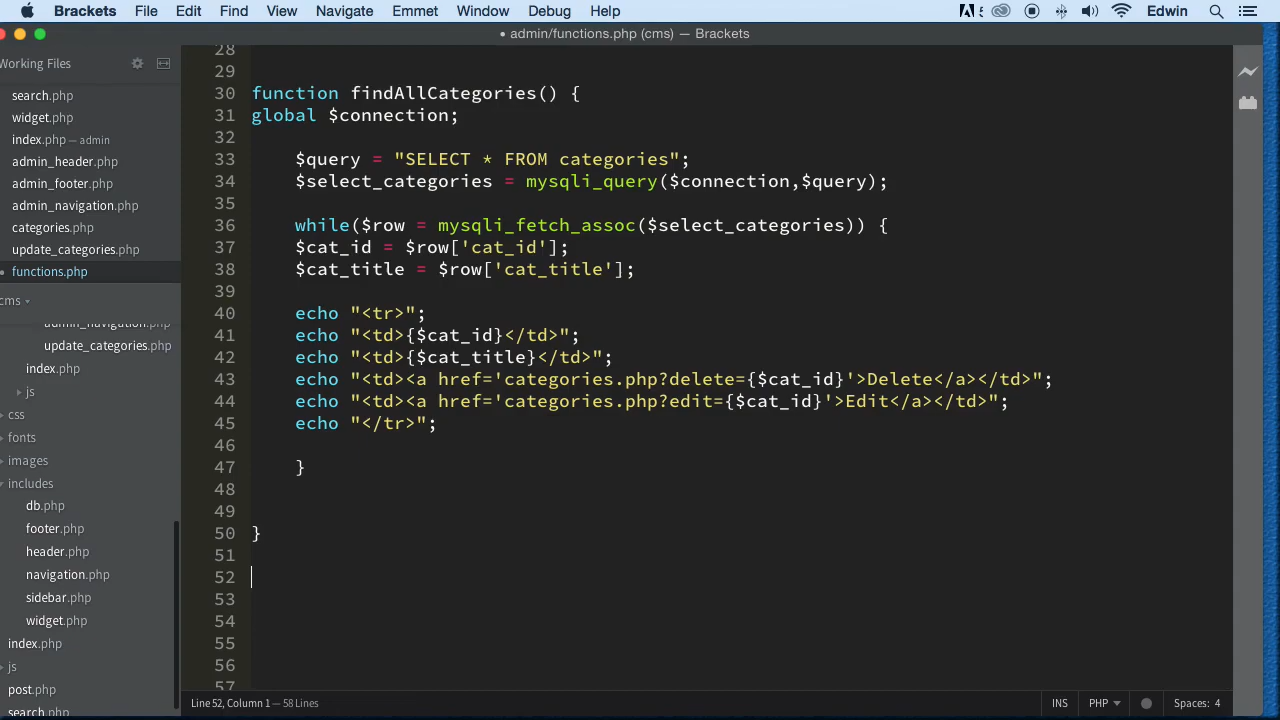 Brackets File Edit Find View Navigate Emmet Window Debug Help Edwin
admin/functions.php (cms) — Brackets
Working Files
search.php
widget.php
index.php — admin
admin_header.php
admin_footer.php
admin_navigation.php
categories.php
update_categories.php
functions.php
cms
admin_navigation.php
update_categories.php
index.php
js
css
fonts
images
includes
db.php
footer.php
header.php
navigation.php
sidebar.php
widget.php
index.php
js
post.php
search.php
28
29
30 function findAllCategories() {
31 global $connection;
32
33 $query = "SELECT * FROM categories";
34 $select_categories = mysqli_query($connection,$query);
35
36 while($row = mysqli_fetch_assoc($select_categories)) {
37 $cat_id = $row['cat_id'];
38 $cat_title = $row['cat_title'];
39
40 echo "<tr>";
41 echo "<td>{$cat_id}</td>";
42 echo "<td>{$cat_title}</td>";
43 echo "<td><a href='categories.php?delete={$cat_id}'>Delete</a></td>";
44 echo "<td><a href='categories.php?edit={$cat_id}'>Edit</a></td>";
45 echo "</tr>";
46
47 }
48
49
50 }
51
52
53
54
55
56
57
Line 52, Column 1 — 58 Lines
INS PHP Spaces: 4